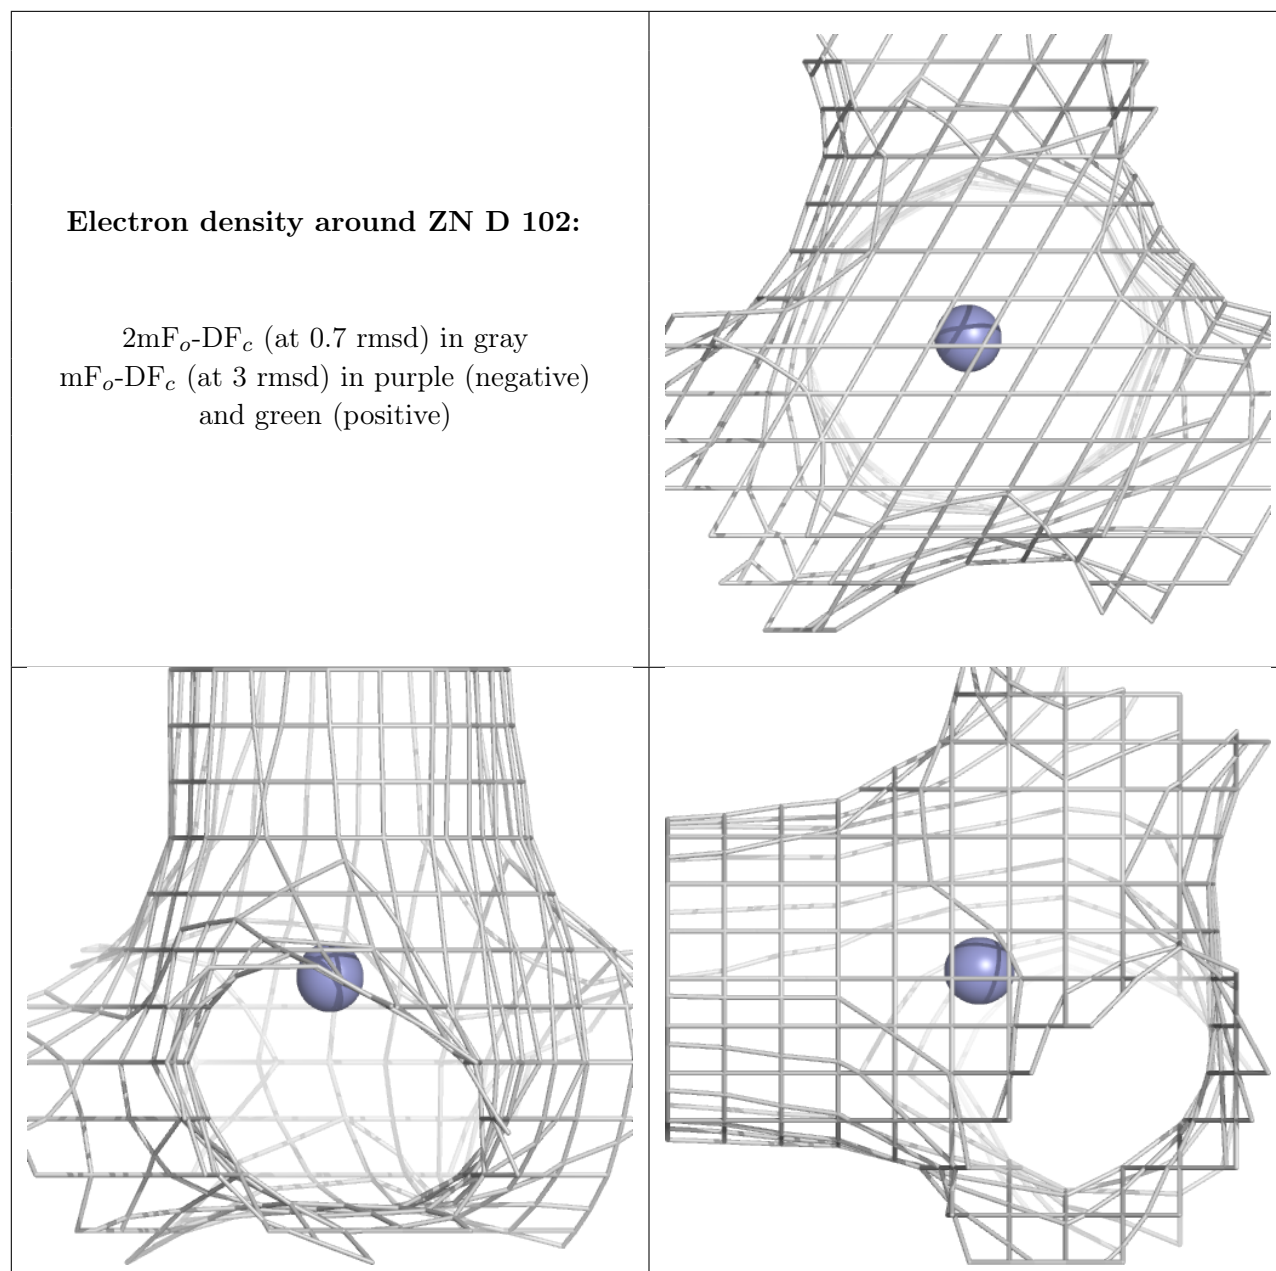 Electron density around ZN D 102:
2mFo-DFc (at 0.7 rmsd) in gray
mFo-DFc (at 3 rmsd) in purple (negative)
and green (positive)